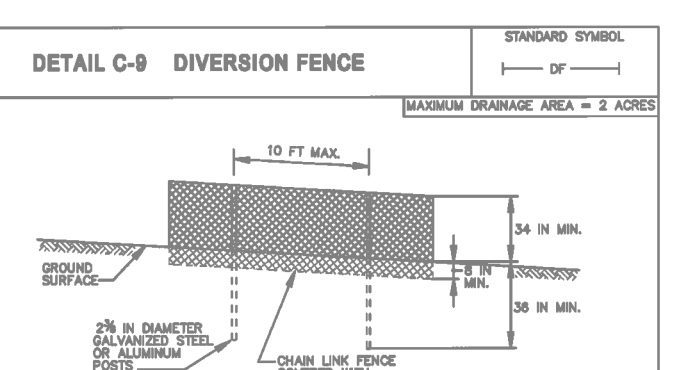 DETAIL C-9 DIVERSION FENCE
STANDARD SYMBOL
DF
MAXIMUM DRAINAGE AREA = 2 ACRES
10 FT MAX.
34 IN MIN.
GROUND
SURFACE
8 IN
MIN.
36 IN MIN.
2⅜ IN DIAMETER
GALVANIZED STEEL
OR ALUMINUM
POSTS
CHAIN LINK FENCE